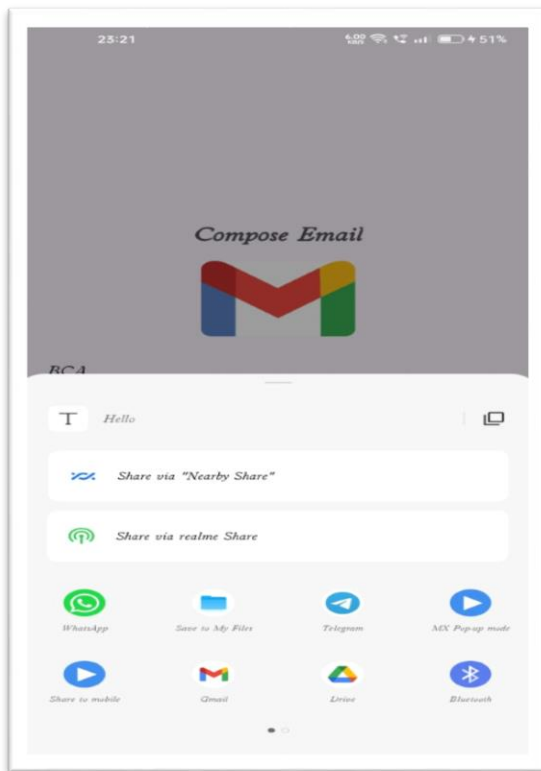 23:21
6.00 KB/S 51%
Compose Email
BCA
T Hello
Share via "Nearby Share"
Share via realme Share
WhatsApp Save to My Files Telegram MX Pop-up mode
Share to mobile Gmail Drive Bluetooth